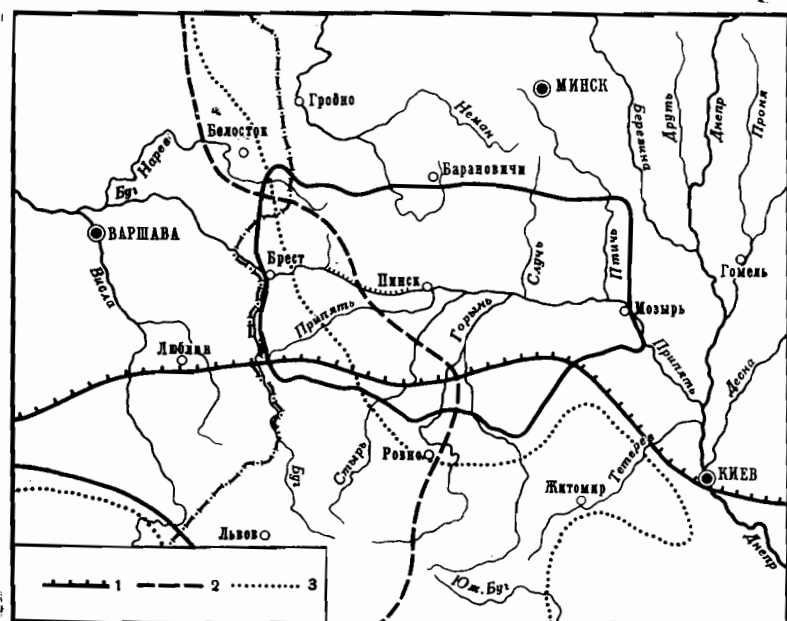 МИНСК
Гродно
Неман
Березина
Друть
Днепр
Проня
Белосток
Нарев
Барановичи
Буг
ВАРШАВА
Брест
Пинск
Случь
Птичь
Гомель
Висла
Припять
Горынь
Мозырь
Люблин
Припять
Десна
Стырь
Ровно
Тетерев
Буг
Житомир
КИЕВ
Львов
Днепр
Юж. Буг
1 2 3